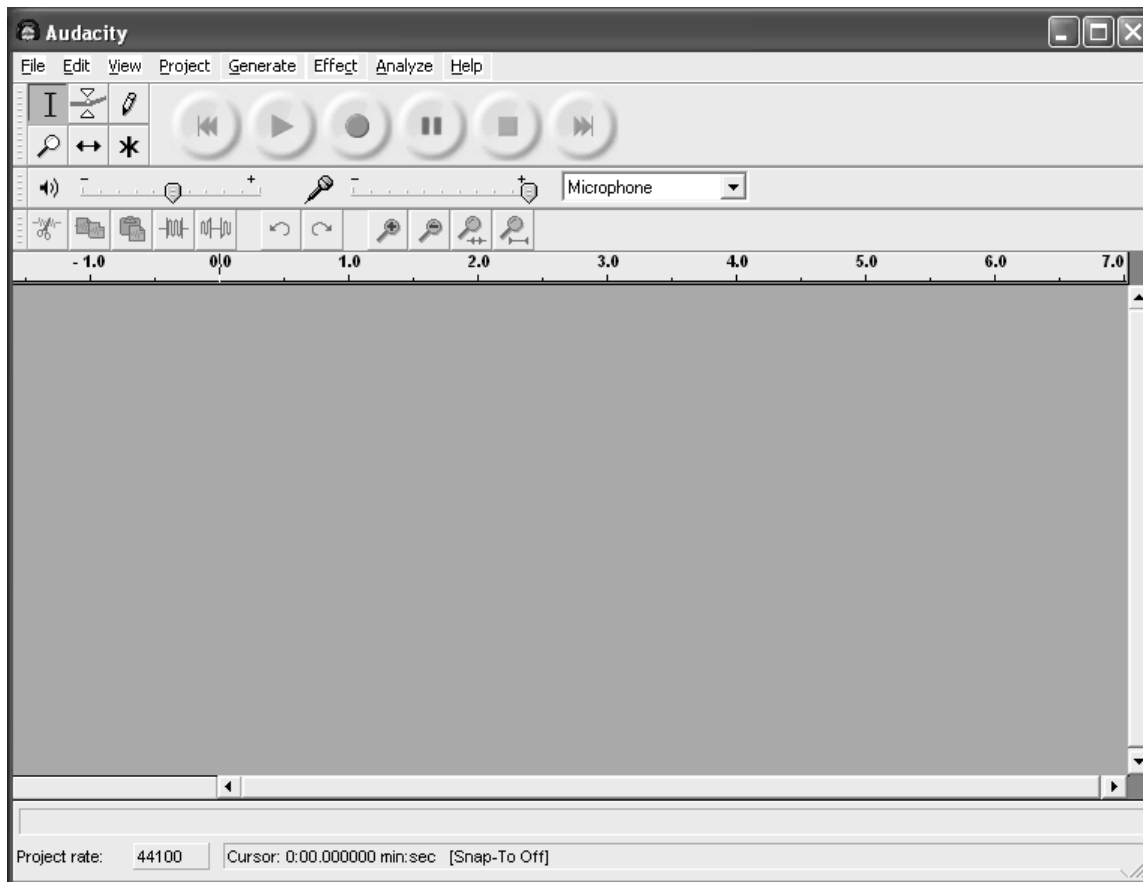 Audacity
File Edit View Project Generate Effect Analyze Help
- + - + Microphone
- 1.0 0.0 1.0 2.0 3.0 4.0 5.0 6.0 7.0
Project rate: 44100 Cursor: 0:00.000000 min:sec [Snap-To Off]